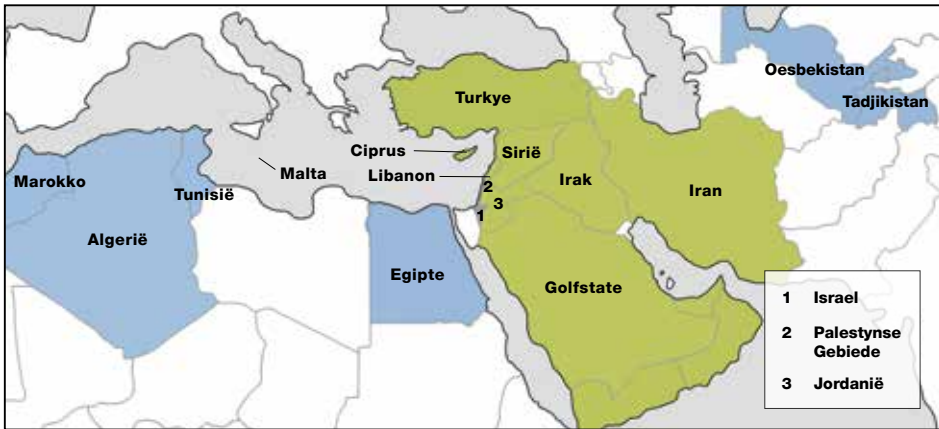 Oesbekistan
Turkye
Tadjikistan
Ciprus
Sirië
Malta
Libanon
Marokko
Tunisië
2
Irak
Iran
3
1
Algerië
Egipte
Golfstate
1 Israel
2 Palestynse
Gebiede
3 Jordanië